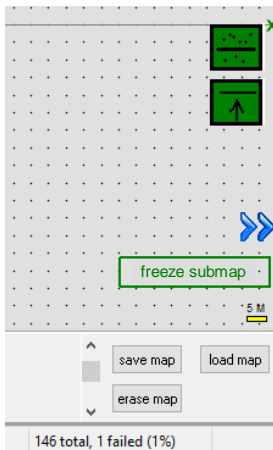 freeze submap
5 M
save map
load map
erase map
146 total, 1 failed (1%)